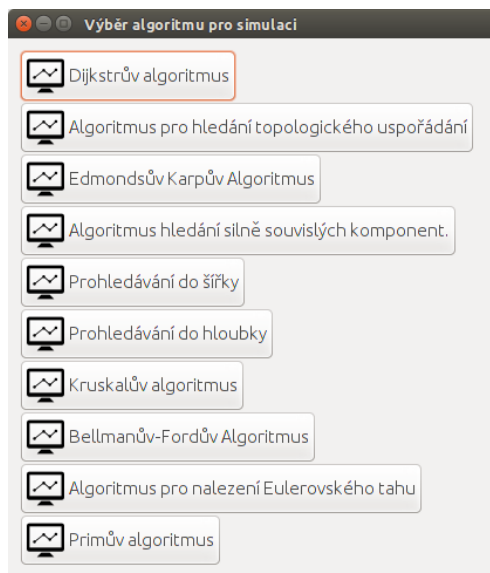 Výběr algoritmu pro simulaci
Dijkstrův algoritmus
Algoritmus pro hledání topologického uspořádání
Edmondsův Karpův Algoritmus
Algoritmus hledání silně souvislých komponent.
Prohledávání do šířky
Prohledávání do hloubky
Kruskalův algoritmus
Bellmanův-Fordův Algoritmus
Algoritmus pro nalezení Eulerovského tahu
Primův algoritmus